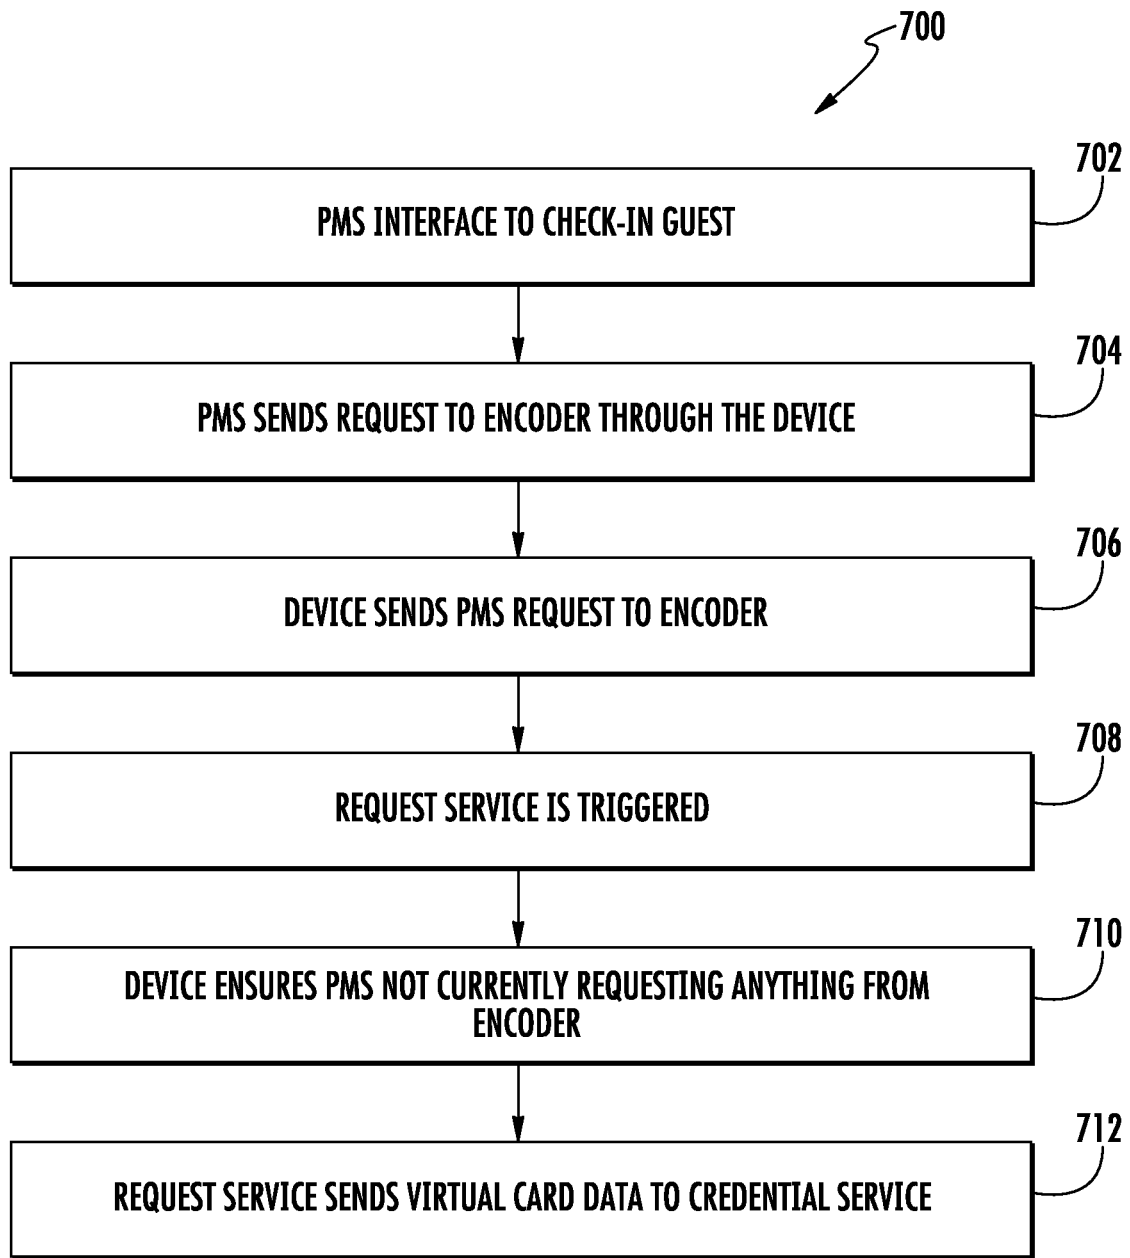 700
702
PMS INTERFACE TO CHECK-IN GUEST
704
PMS SENDS REQUEST TO ENCODER THROUGH THE DEVICE
706
DEVICE SENDS PMS REQUEST TO ENCODER
708
REQUEST SERVICE IS TRIGGERED
710
DEVICE ENSURES PMS NOT CURRENTLY REQUESTING ANYTHING FROM
ENCODER
712
REQUEST SERVICE SENDS VIRTUAL CARD DATA TO CREDENTIAL SERVICE